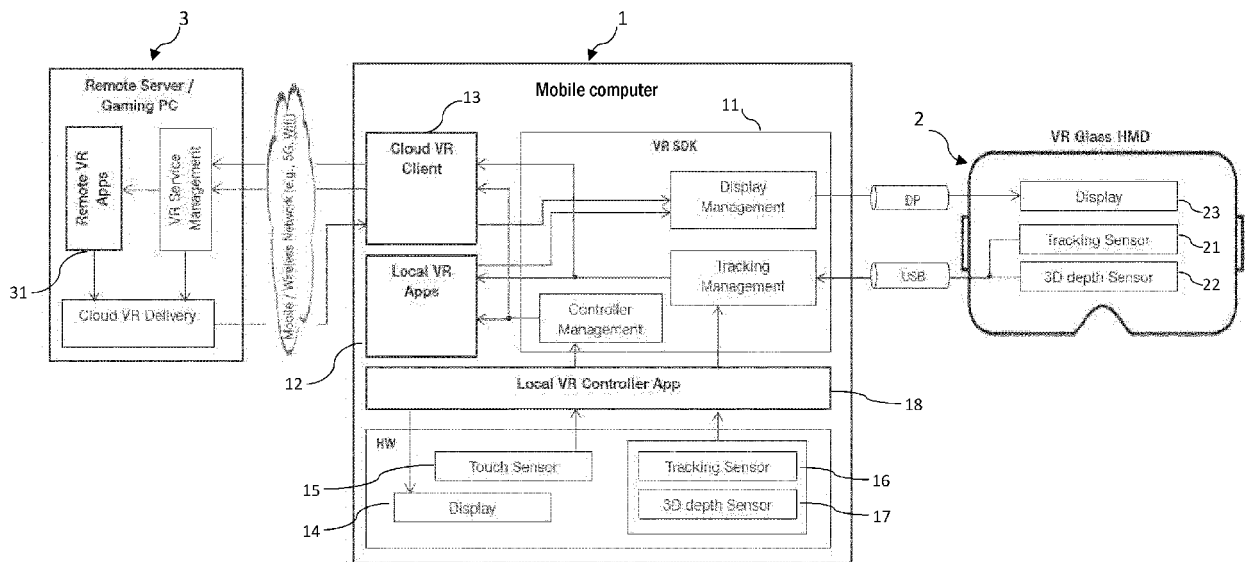 3
Remote Server /
Gaming PC
Remote VR
Apps
VR Service
Management
31
Cloud VR Delivery
Mobile / Wireless Network (e.g., 5G, Wifi)
1
Mobile computer
13
Cloud VR
Client
11
VR SDK
Display
Management
Local VR
Apps
Tracking
Management
Controller
Management
12
Local VR Controller App
18
HW
Touch Sensor
15
Display
14
Tracking Sensor
16
3D depth Sensor
17
DP
USB
2
VR Glass HMD
Display
23
Tracking Sensor
21
3D depth Sensor
22